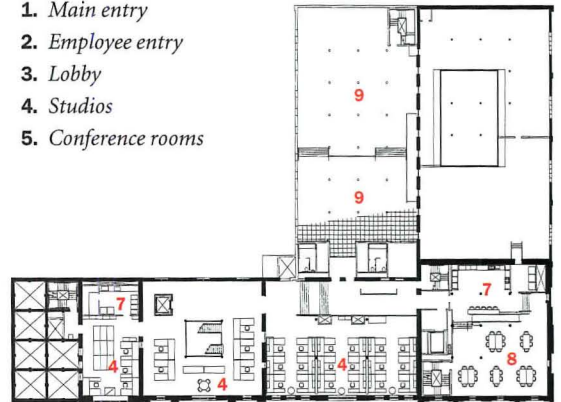 1. Main entry
2. Employee entry
3. Lobby
4. Studios
5. Conference rooms
9
9
7
7
4
4
4
8